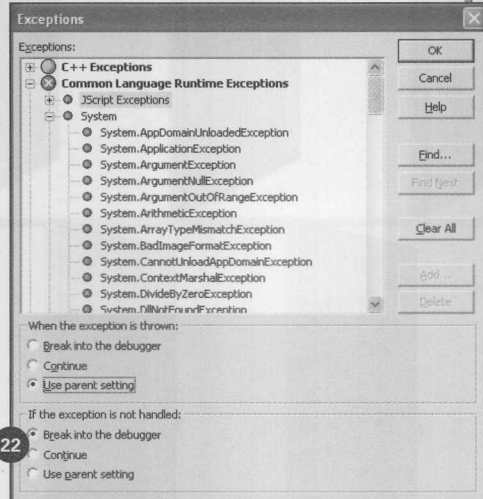 Exceptions
Exceptions:
C++ Exceptions
Common Language Runtime Exceptions
JScript Exceptions
System
System.AppDomainUnloadedException
System.ApplicationException
System.ArgumentException
System.ArgumentNullException
System.ArgumentOutOfRangeException
System.ArithmeticException
System.ArrayTypeMismatchException
System.BadImageFormatException
System.CannotUnloadAppDomainException
System.ContextMarshalException
System.DivideByZeroException
System.DllNotFoundException
OK
Cancel
Help
Find...
Find Next
Clear All
Add...
Delete
When the exception is thrown:
Break into the debugger
Continue
Use parent setting
If the exception is not handled:
22
Break into the debugger
Continue
Use parent setting